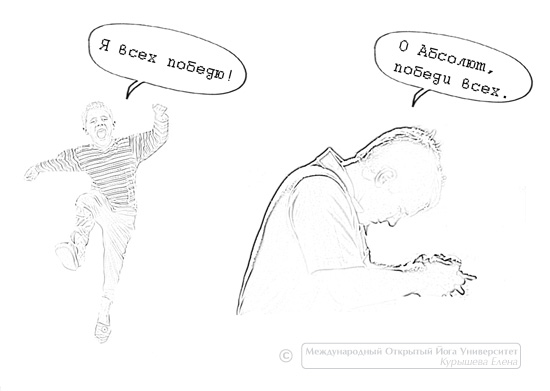 Я всех победю!
О Абсолют,
победи всех.
© Международный Открытый Йога Университет
Курышева Елена